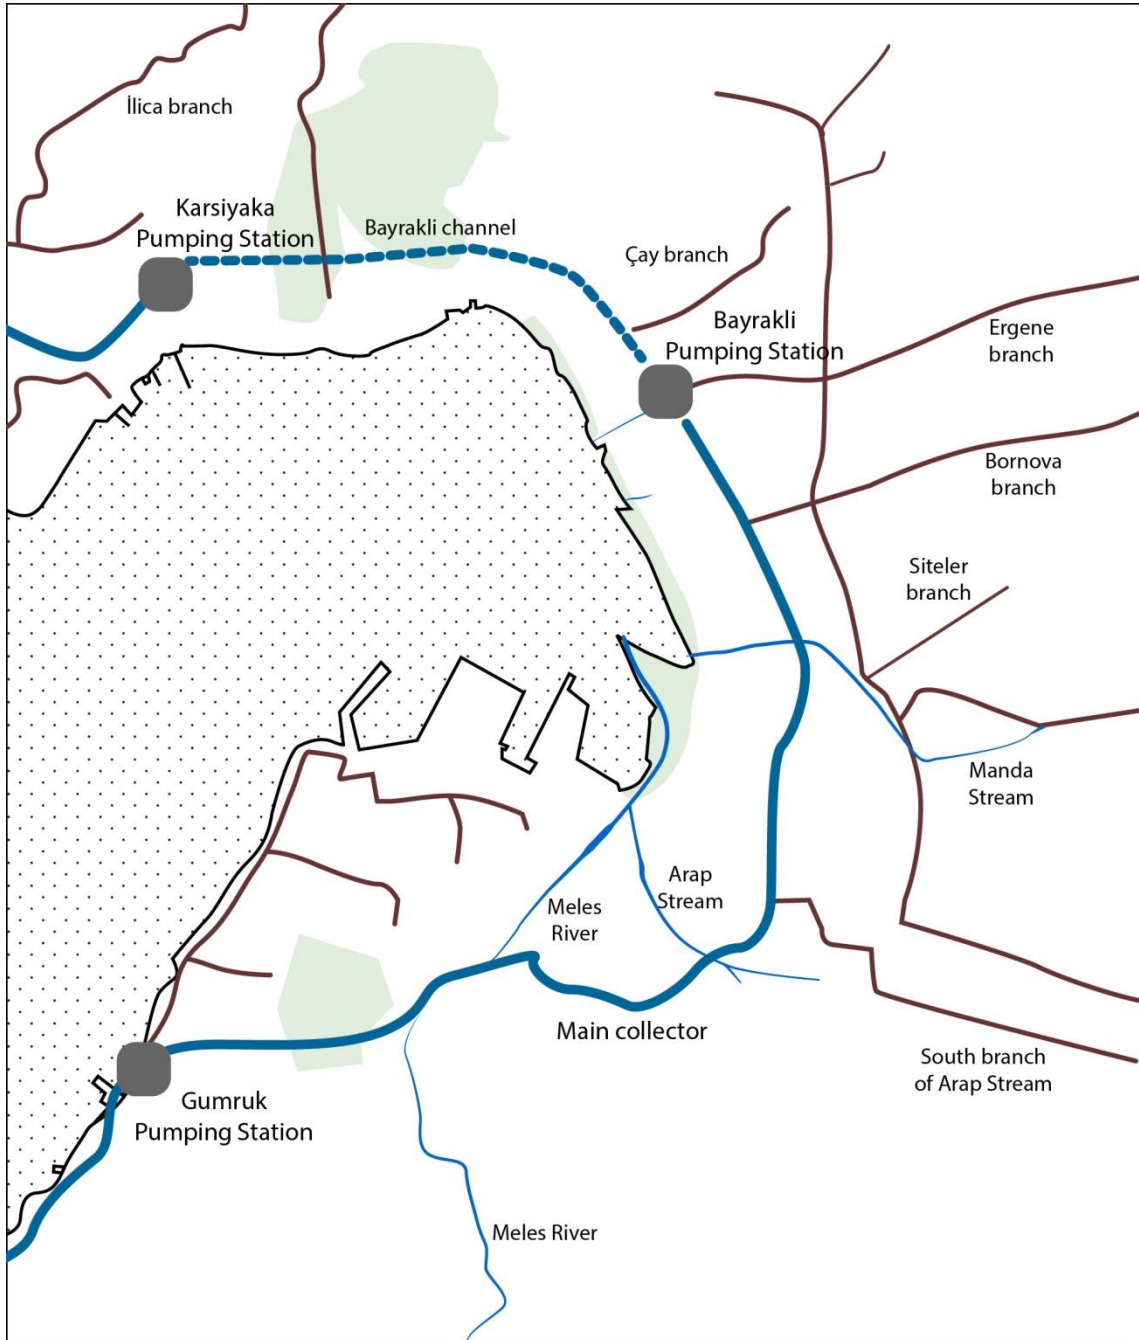 İlica branch
Karsiyaka
Pumping Station
Bayrakli channel
Çay branch
Bayrakli
Pumping Station
Ergene
branch
Bornova
branch
Siteler
branch
Manda
Stream
Arap
Stream
Meles
River
Main collector
South branch
of Arap Stream
Gumruk
Pumping Station
Meles River